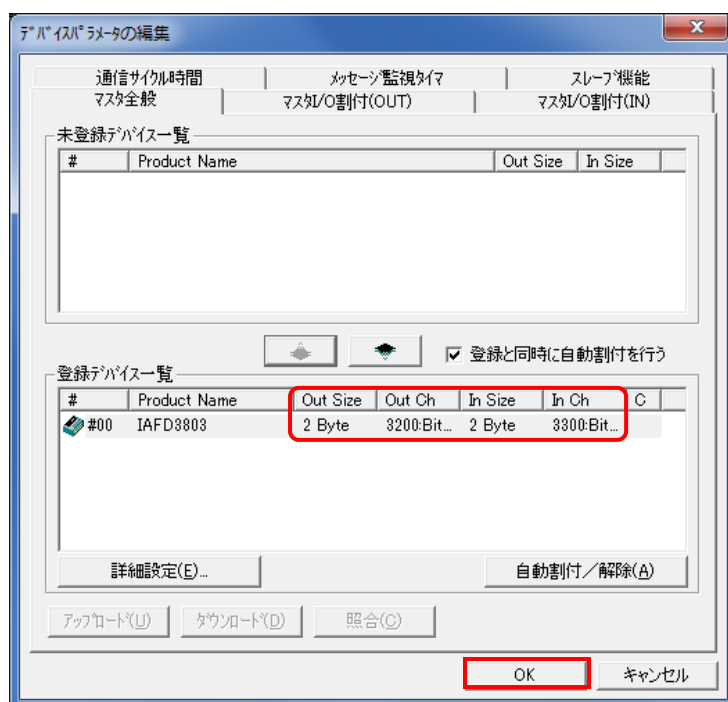 ﾃﾞﾊﾞｲｽﾊﾟﾗﾒｰﾀの編集
通信ｻｲｸﾙ時間 ﾒｯｾｰｼﾞ監視ﾀｲﾏ ｽﾚｰﾌﾞ機能
ﾏｽﾀ全般 ﾏｽﾀI/O割付(OUT) ﾏｽﾀI/O割付(IN)
未登録ﾃﾞﾊﾞｲｽ一覧
# Product Name Out Size In Size
登録と同時に自動割付を行う
登録ﾃﾞﾊﾞｲｽ一覧
# Product Name Out Size Out Ch In Size In Ch C
#00 IAFD3803 2 Byte 3200:Bit... 2 Byte 3300:Bit...
詳細設定(E)... 自動割付／解除(A)
ｱｯﾌﾟﾛｰﾄﾞ(U) ﾀﾞｳﾝﾛｰﾄﾞ(D) 照合(C)
OK キャンセル